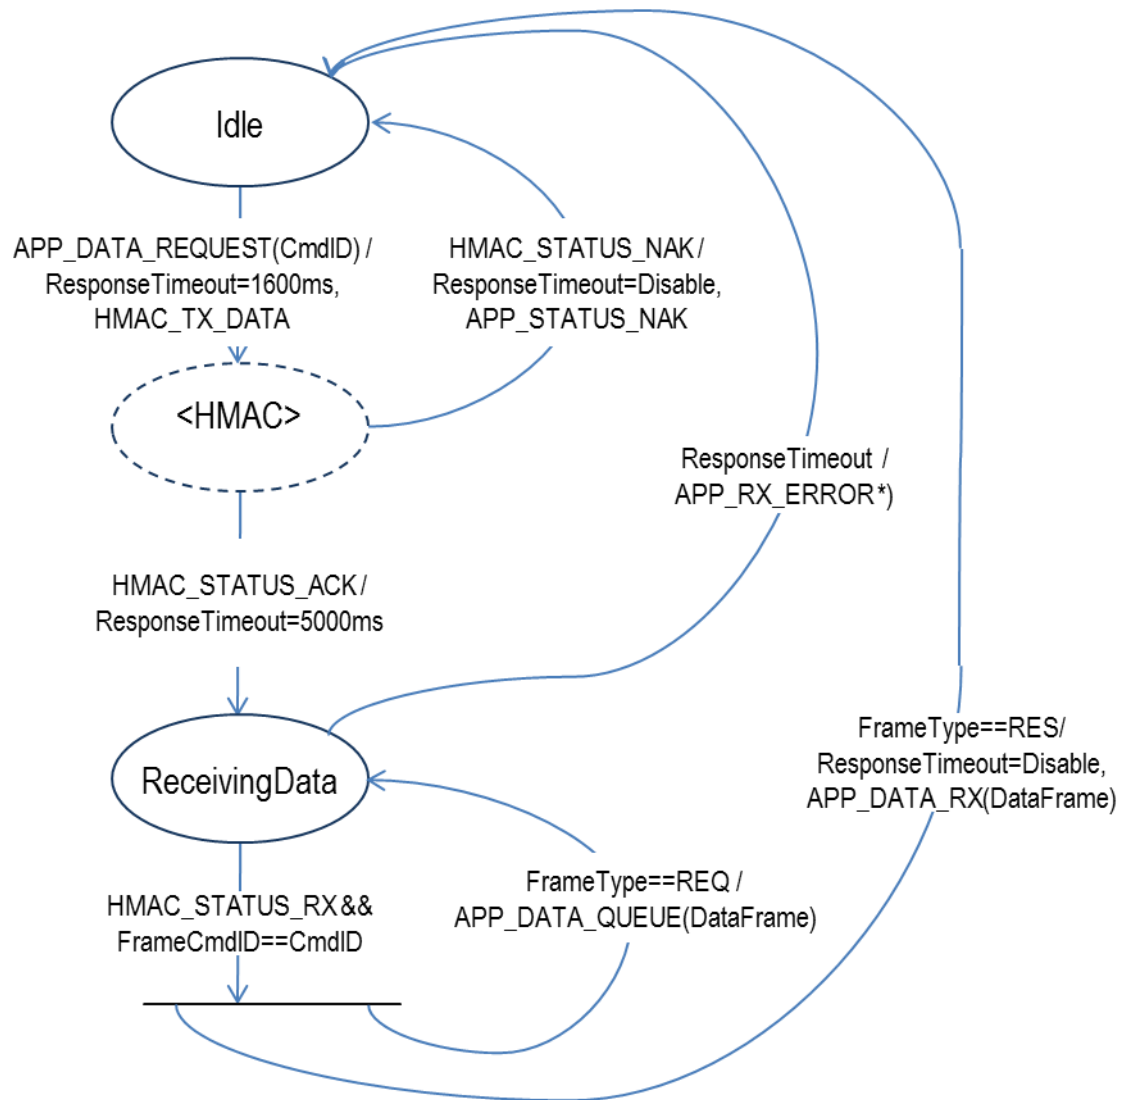 Idle
APP_DATA_REQUEST(CmdID) /
ResponseTimeout=1600ms,
HMAC_TX_DATA
HMAC_STATUS_NAK /
ResponseTimeout=Disable,
APP_STATUS_NAK
<HMAC>
ResponseTimeout /
APP_RX_ERROR *)
HMAC_STATUS_ACK /
ResponseTimeout=5000ms
FrameType==RES/
ResponseTimeout=Disable,
APP_DATA_RX(DataFrame)
ReceivingData
FrameType==REQ /
APP_DATA_QUEUE(DataFrame)
HMAC_STATUS_RX &&
FrameCmdID==CmdID